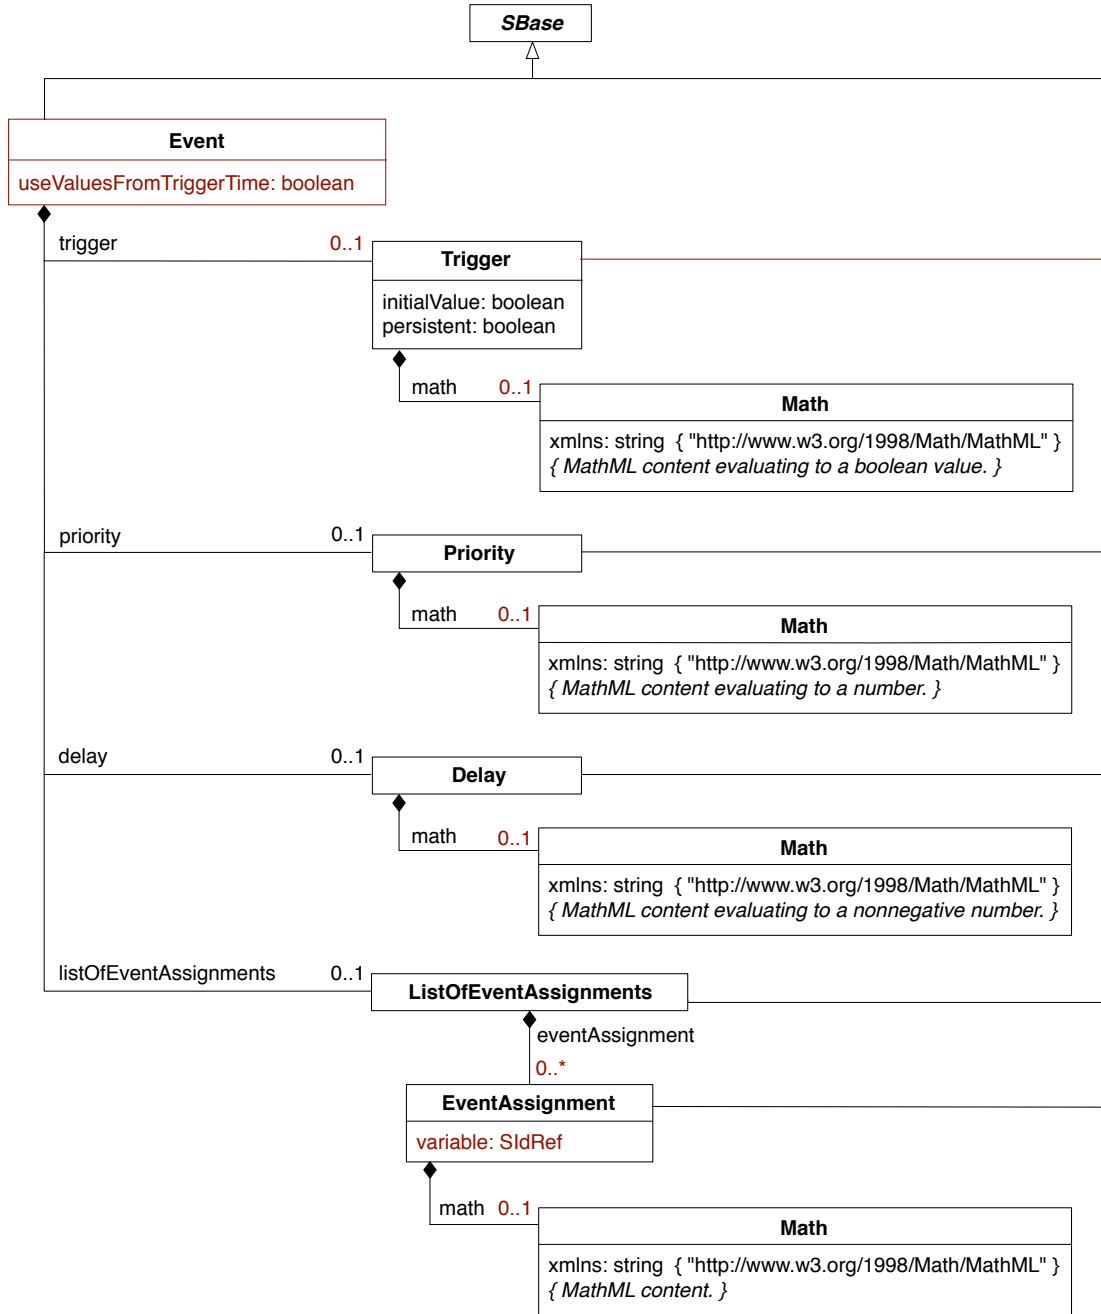 SBase
Event
useValuesFromTriggerTime: boolean
trigger 0..1
Trigger
initialValue: boolean
persistent: boolean
math 0..1
Math
xmlns: string { "http://www.w3.org/1998/Math/MathML" }
{ MathML content evaluating to a boolean value. }
priority 0..1
Priority
math 0..1
Math
xmlns: string { "http://www.w3.org/1998/Math/MathML" }
{ MathML content evaluating to a number. }
delay 0..1
Delay
math 0..1
Math
xmlns: string { "http://www.w3.org/1998/Math/MathML" }
{ MathML content evaluating to a nonnegative number. }
listOfEventAssignments 0..1
ListOfEventAssignments
eventAssignment
0..*
EventAssignment
variable: SIdRef
math 0..1
Math
xmlns: string { "http://www.w3.org/1998/Math/MathML" }
{ MathML content. }